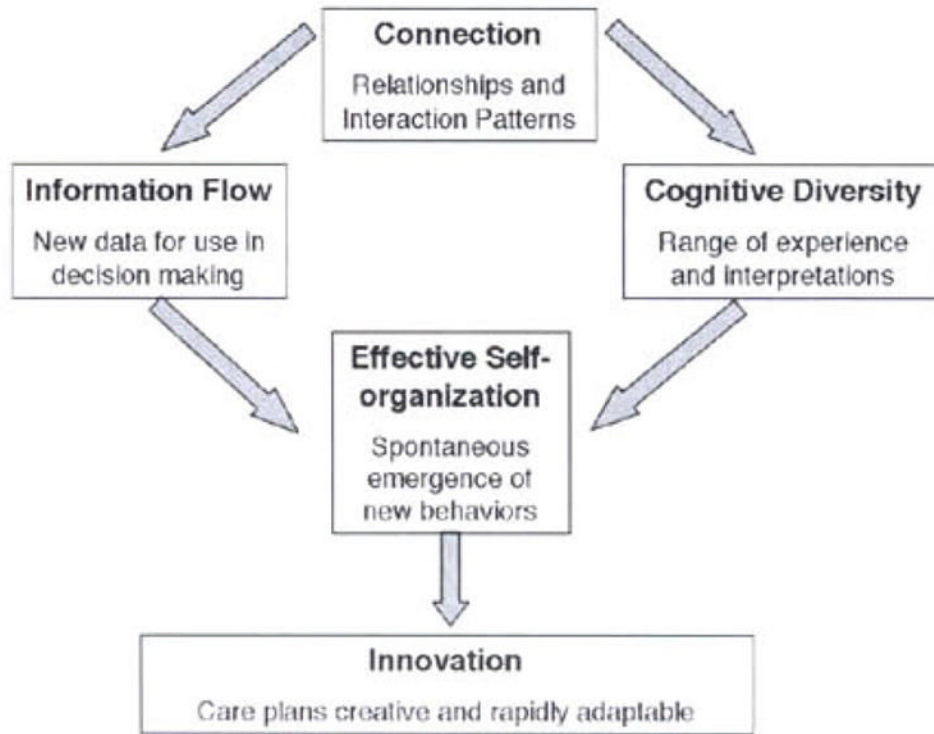 Connection
Relationships and
Interaction Patterns
Information Flow
New data for use in
decision making
Cognitive Diversity
Range of experience
and interpretations
Effective Self-
organization
Spontaneous
emergence of
new behaviors
Innovation
Care plans creative and rapidly adaptable